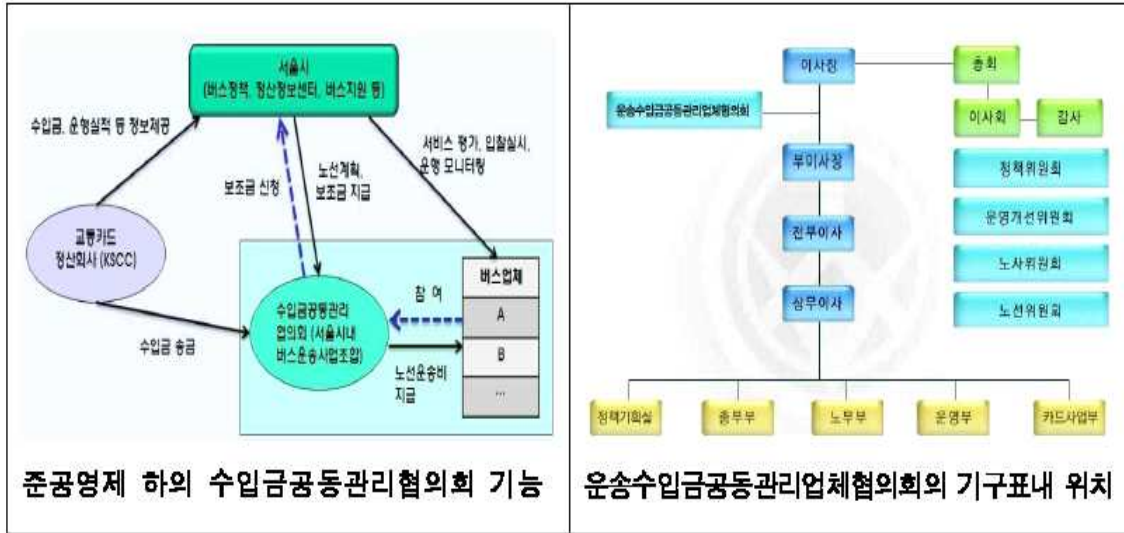 서울시
(버스정책, 정산정보센터, 버스지원 등)
수입금, 운행실적 등 정보제공
서비스 평가, 입찰실시,
운행 모니터링
보조금 신청
노선계획,
보조금 지급
교통카드
정산회사 (KSCC)
버스업체
참 여
A
수입금공동관리
협의회 (서울시내
버스운송사업조합)
B
수입금 송금
노선운송비
지급
...
준공영제 하의 수입금공동관리협의회 기능
이사장
총회
운송수입금공동관리업체협의회
이사회
감사
부이사장
정책위원회
운영개선위원회
전무이사
노사위원회
상무이사
노선위원회
정책기획실
총무부
노무부
운영부
카드사업부
운송수입금공동관리업체협의회의 기구표내 위치